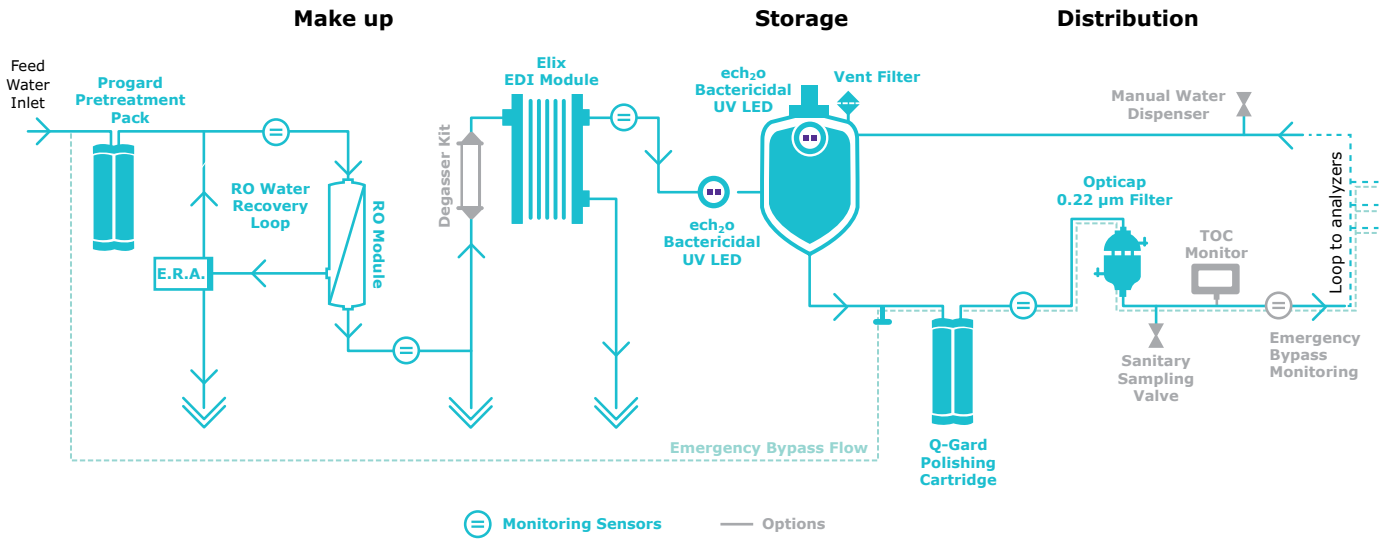 Make up
Storage
Distribution
Feed
Water
Inlet
Progard
Pretreatment
Pack
RO Water
Recovery
Loop
E.R.A.
RO Module
Degasser Kit
Elix
EDI Module
ech₂o
Bactericidal
UV LED
Vent Filter
ech₂o
Bactericidal
UV LED
Manual Water
Dispenser
Opticap
0.22 µm Filter
TOC
Monitor
Loop to analyzers
Sanitary
Sampling
Valve
Emergency
Bypass
Monitoring
Emergency Bypass Flow
Q-Gard
Polishing
Cartridge
Monitoring Sensors
Options